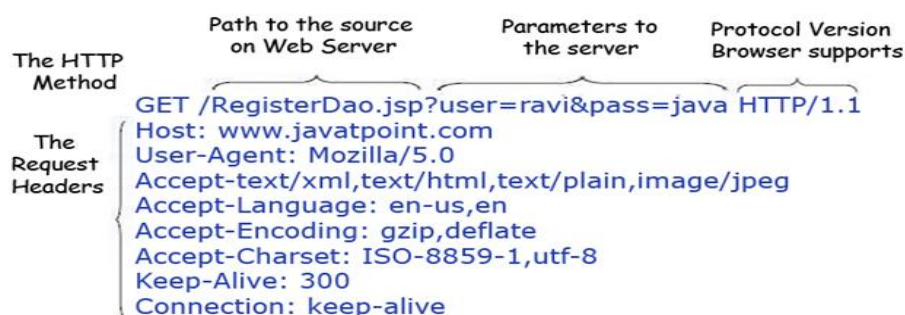 Path to the source
on Web Server
Parameters to
the server
Protocol Version
Browser supports
The HTTP
Method
GET /RegisterDao.jsp?user=ravi&pass=java HTTP/1.1
The
Request
Headers
Host: www.javatpoint.com
User-Agent: Mozilla/5.0
Accept-text/xml,text/html,text/plain,image/jpeg
Accept-Language: en-us,en
Accept-Encoding: gzip,deflate
Accept-Charset: ISO-8859-1,utf-8
Keep-Alive: 300
Connection: keep-alive